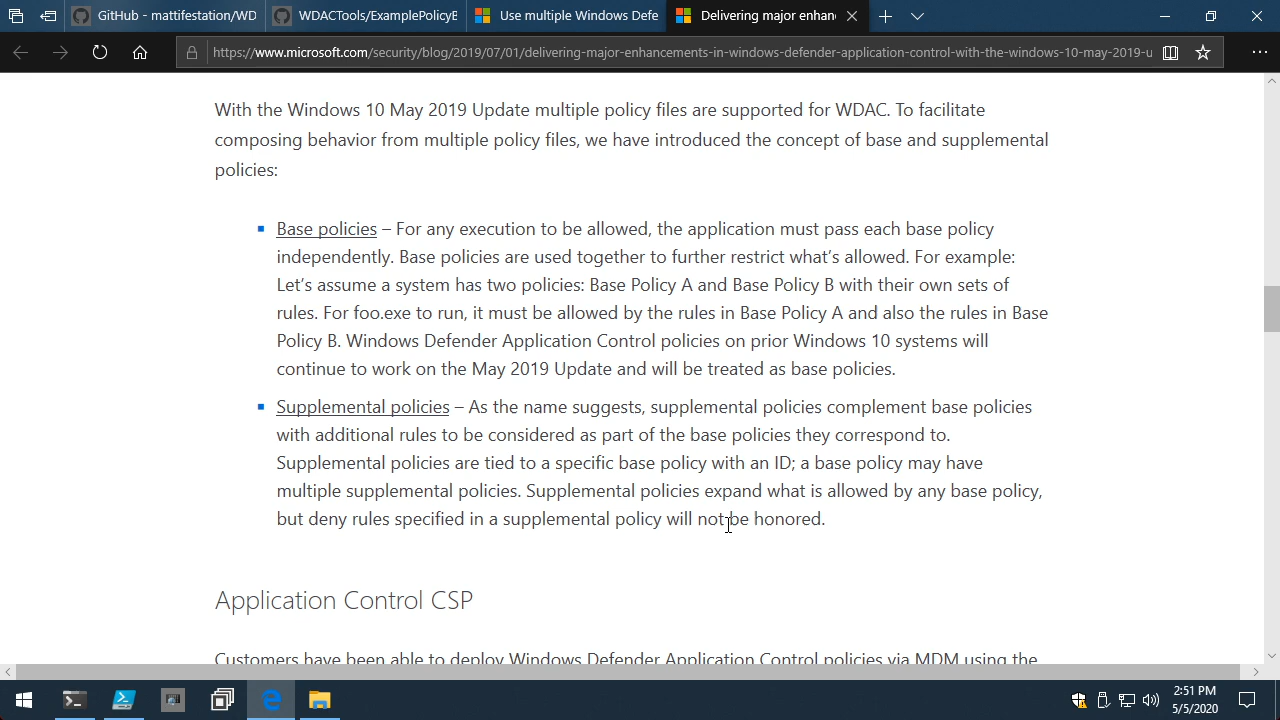 GitHub - mattifestation/WD
WDACTools/ExamplePolicyB
Use multiple Windows Defe
Delivering major enhan
https://www.microsoft.com/security/blog/2019/07/01/delivering-major-enhancements-in-windows-defender-application-control-with-the-windows-10-may-2019-u
With the Windows 10 May 2019 Update multiple policy files are supported for WDAC. To facilitate
composing behavior from multiple policy files, we have introduced the concept of base and supplemental
policies:
Base policies – For any execution to be allowed, the application must pass each base policy
independently. Base policies are used together to further restrict what’s allowed. For example:
Let’s assume a system has two policies: Base Policy A and Base Policy B with their own sets of
rules. For foo.exe to run, it must be allowed by the rules in Base Policy A and also the rules in Base
Policy B. Windows Defender Application Control policies on prior Windows 10 systems will
continue to work on the May 2019 Update and will be treated as base policies.
Supplemental policies – As the name suggests, supplemental policies complement base policies
with additional rules to be considered as part of the base policies they correspond to.
Supplemental policies are tied to a specific base policy with an ID; a base policy may have
multiple supplemental policies. Supplemental policies expand what is allowed by any base policy,
but deny rules specified in a supplemental policy will not be honored.
Application Control CSP
Customers have been able to deploy Windows Defender Application Control policies via MDM using the
2:51 PM
5/5/2020